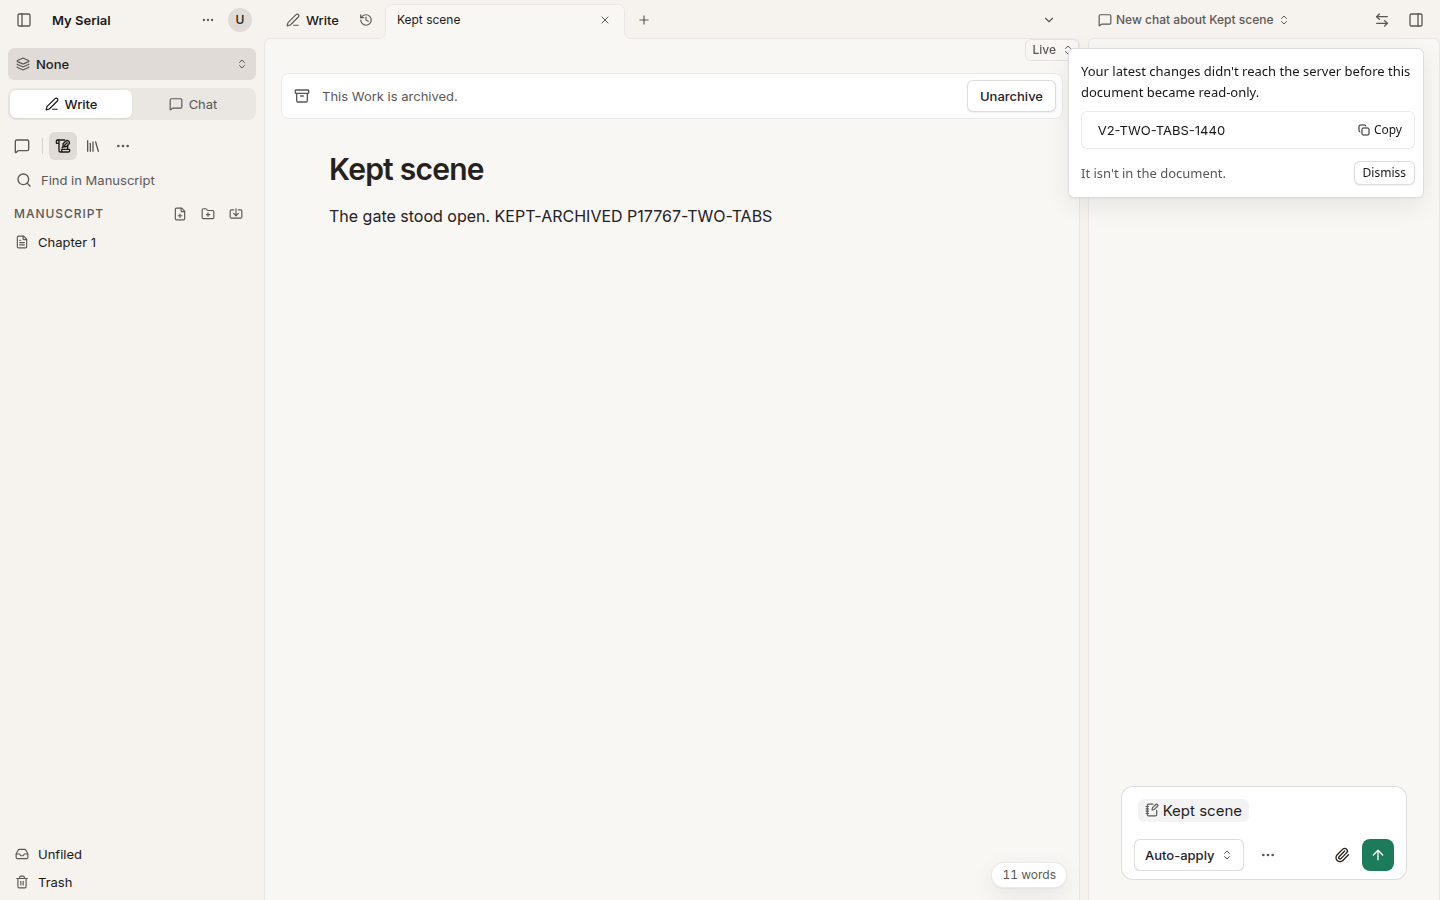 My Serial
U
Write
Kept scene
New chat about Kept scene
None
Live
Write
Chat
This Work is archived.
Unarchive
Your latest changes didn't reach the server before this
document became read-only.
V2-TWO-TABS-1440
Copy
It isn't in the document.
Dismiss
Find in Manuscript
MANUSCRIPT
Chapter 1
Kept scene
The gate stood open. KEPT-ARCHIVED P17767-TWO-TABS
Kept scene
Auto-apply
Unfiled
Trash
11 words